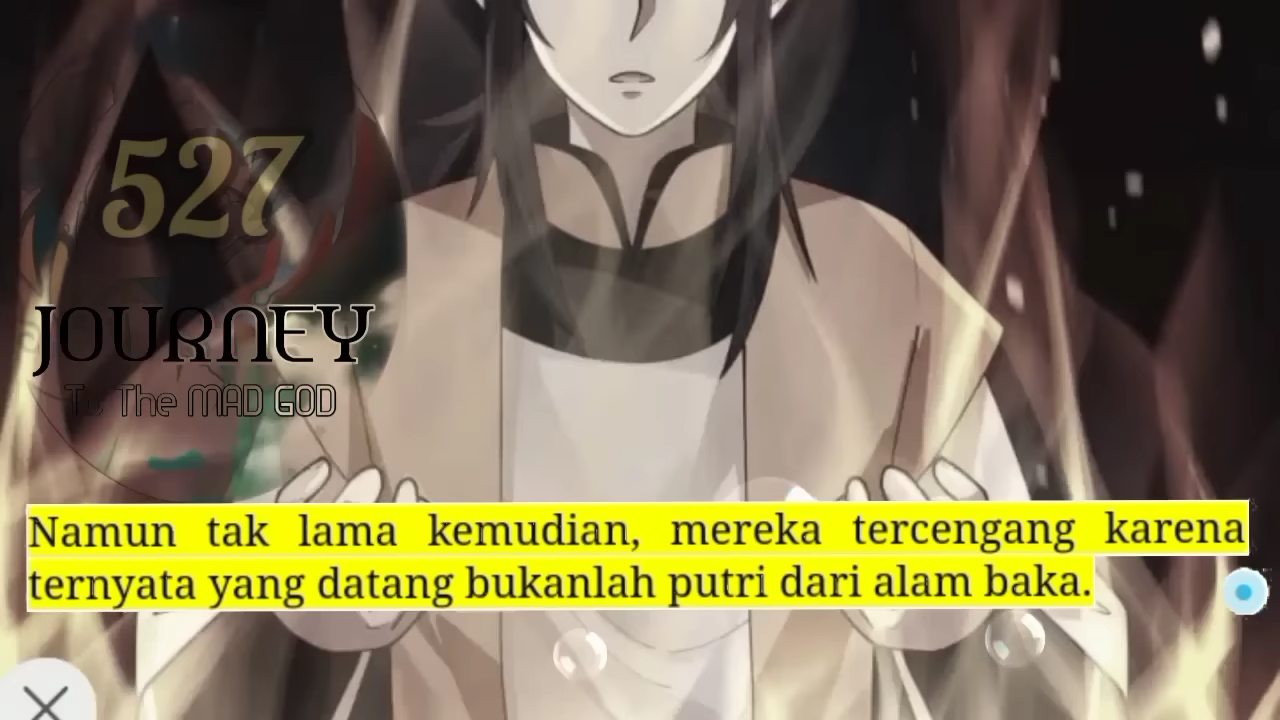 527
JOURNEY
To The MAD GOD
Namun tak lama kemudian, mereka tercengang karena
ternyata yang datang bukanlah putri dari alam baka.